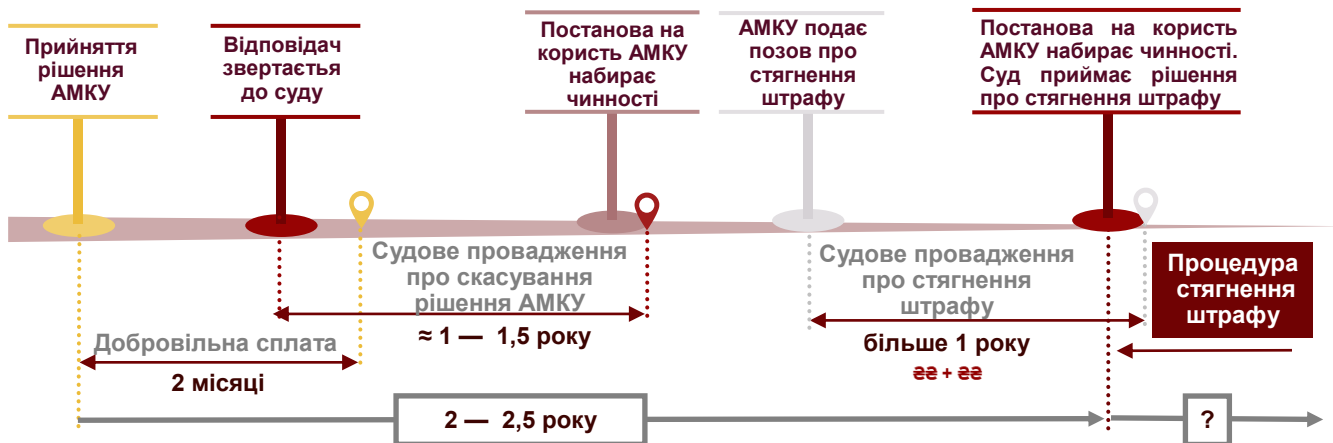 Прийняття
рішення
АМКУ
Відповідач
звертаєтья
до суду
Постанова на
користь АМКУ
набирає
чинності
АМКУ подає
позов про
стягнення
штрафу
Постанова на користь
АМКУ набирає чинності.
Суд приймає рішення
про стягнення штрафу
Судове провадження
про скасування
рішення АМКУ
≈ 1 — 1,5 року
Добровільна сплата
2 місяці
Судове провадження
про стягнення
штрафу
більше 1 року
₴₴ + ₴₴
Процедура
стягнення
штрафу
2 — 2,5 року
?